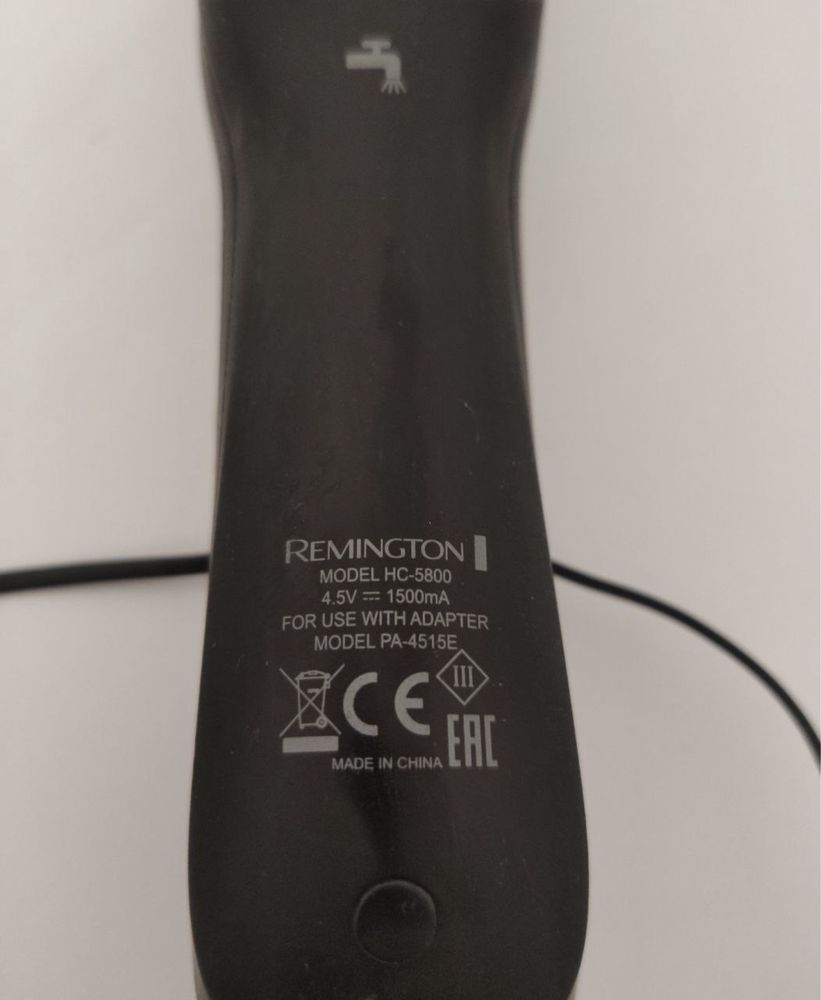 REMINGTON
MODEL HC-5800
4.5V ⎓ 1500mA
FOR USE WITH ADAPTER
MODEL PA-4515E
III
CE
EAC
MADE IN CHINA